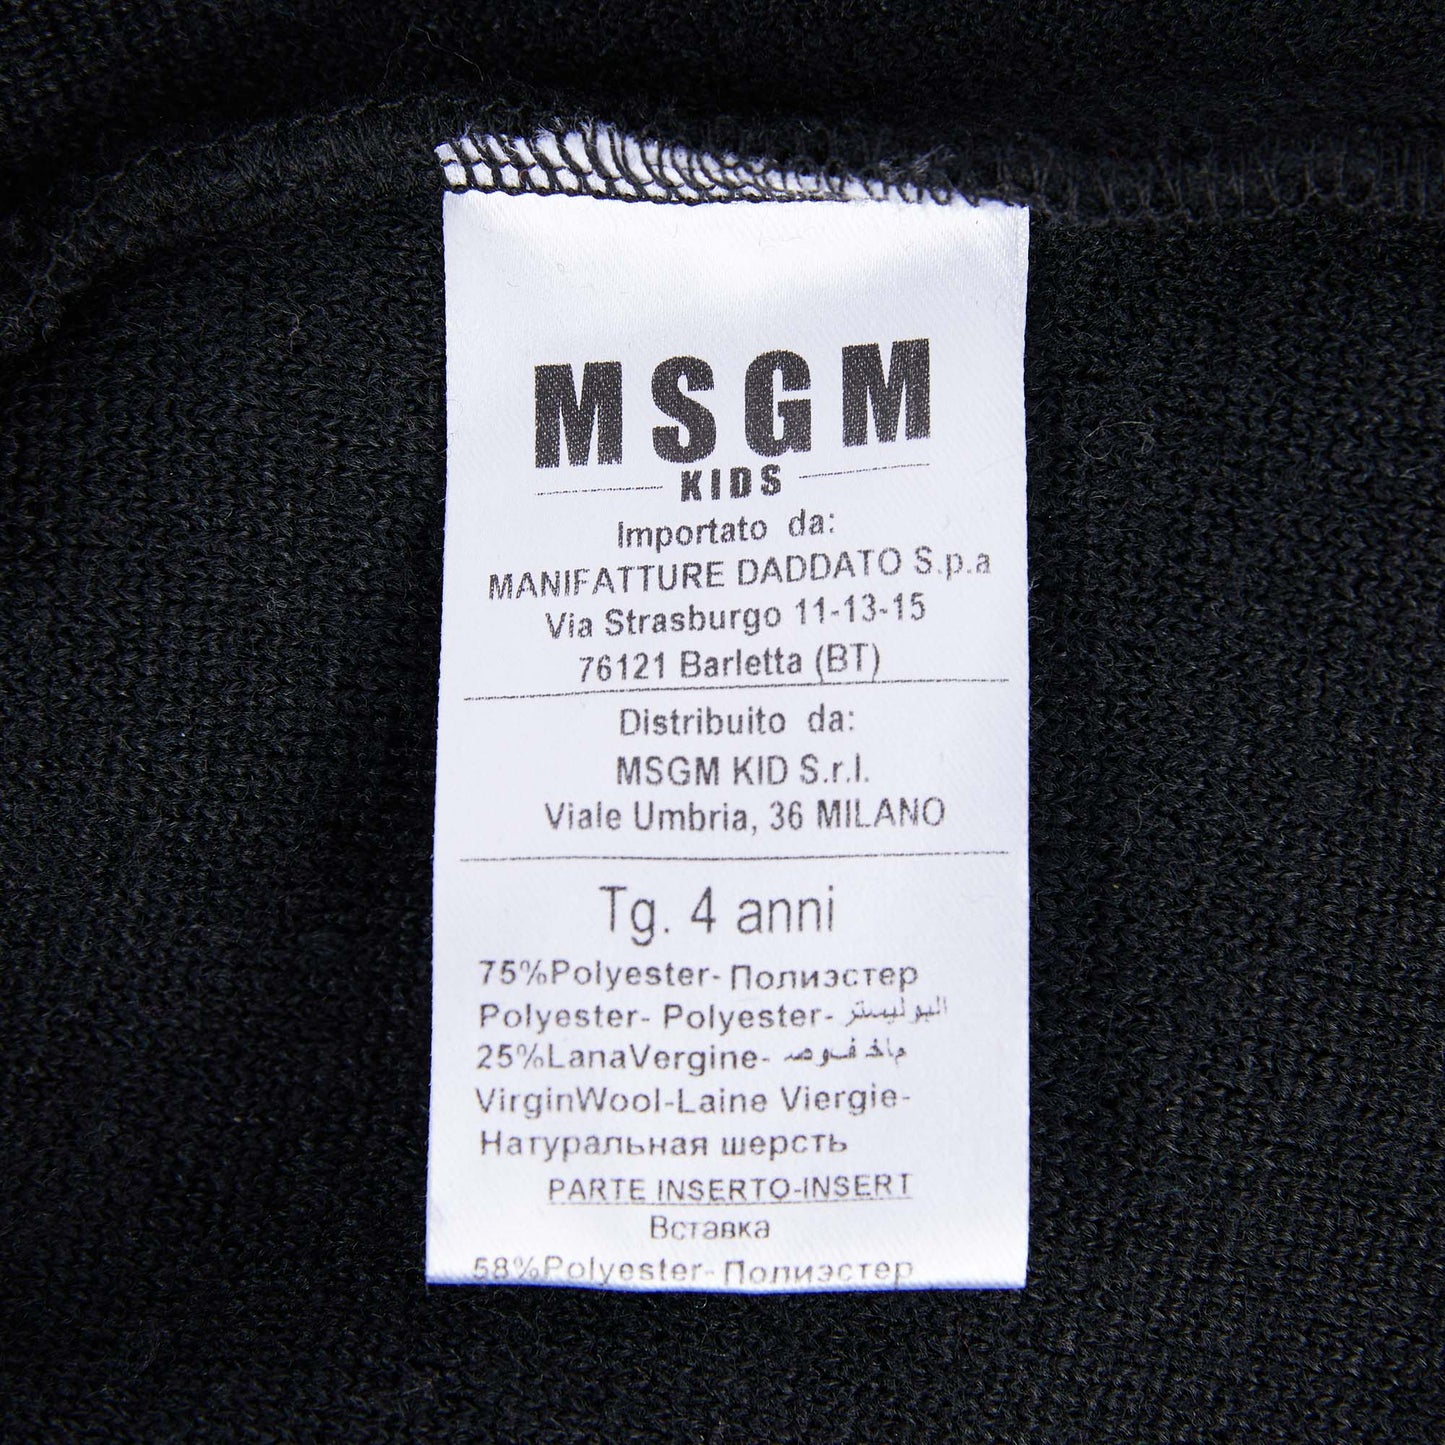 MSGM
KIDS
Importato da:
MANIFATTURE DADDATO S.p.a
Via Strasburgo 11-13-15
76121 Barletta (BT)
Distribuito da:
MSGM KID S.r.l.
Viale Umbria, 36 MILANO
Tg. 4 anni
75%Polyester- Полиэстер
Polyester- Polyester- اليوليستر
25%LanaVergine-
VirginWool-Laine Viergie-
Натуральная шерсть
PARTE INSERTO-INSERT
Вставка
58%Polyester- Полиэстер